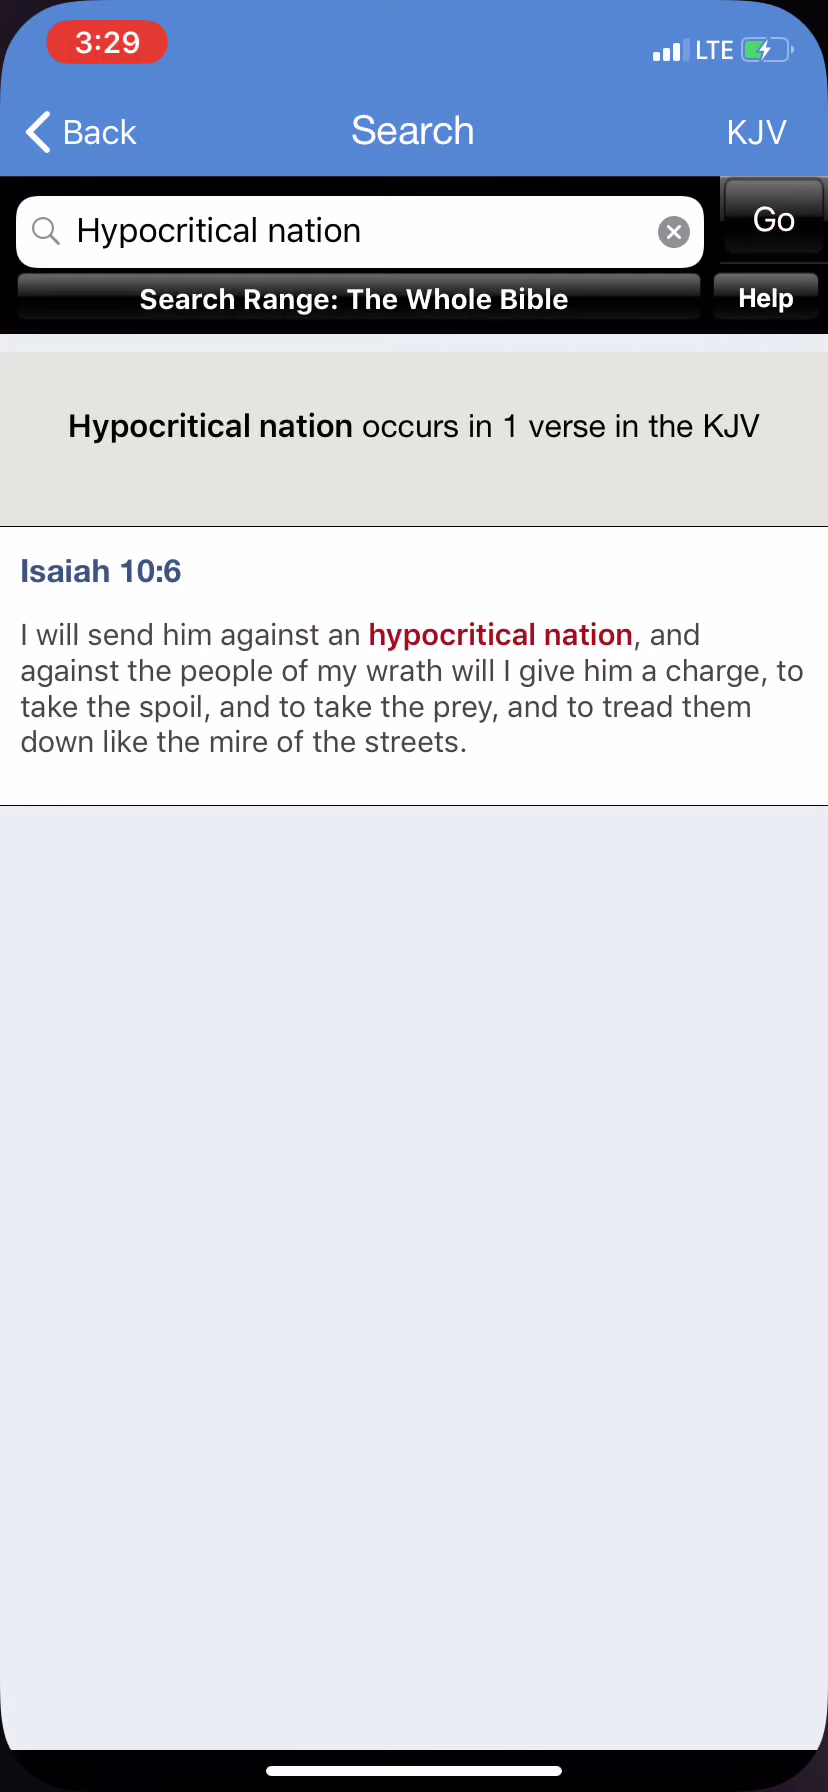 3:29
LTE
Back
Search
KJV
Hypocritical nation
Go
Search Range: The Whole Bible
Help
Hypocritical nation occurs in 1 verse in the KJV
Isaiah 10:6
I will send him against an hypocritical nation, and
against the people of my wrath will I give him a charge, to
take the spoil, and to take the prey, and to tread them
down like the mire of the streets.